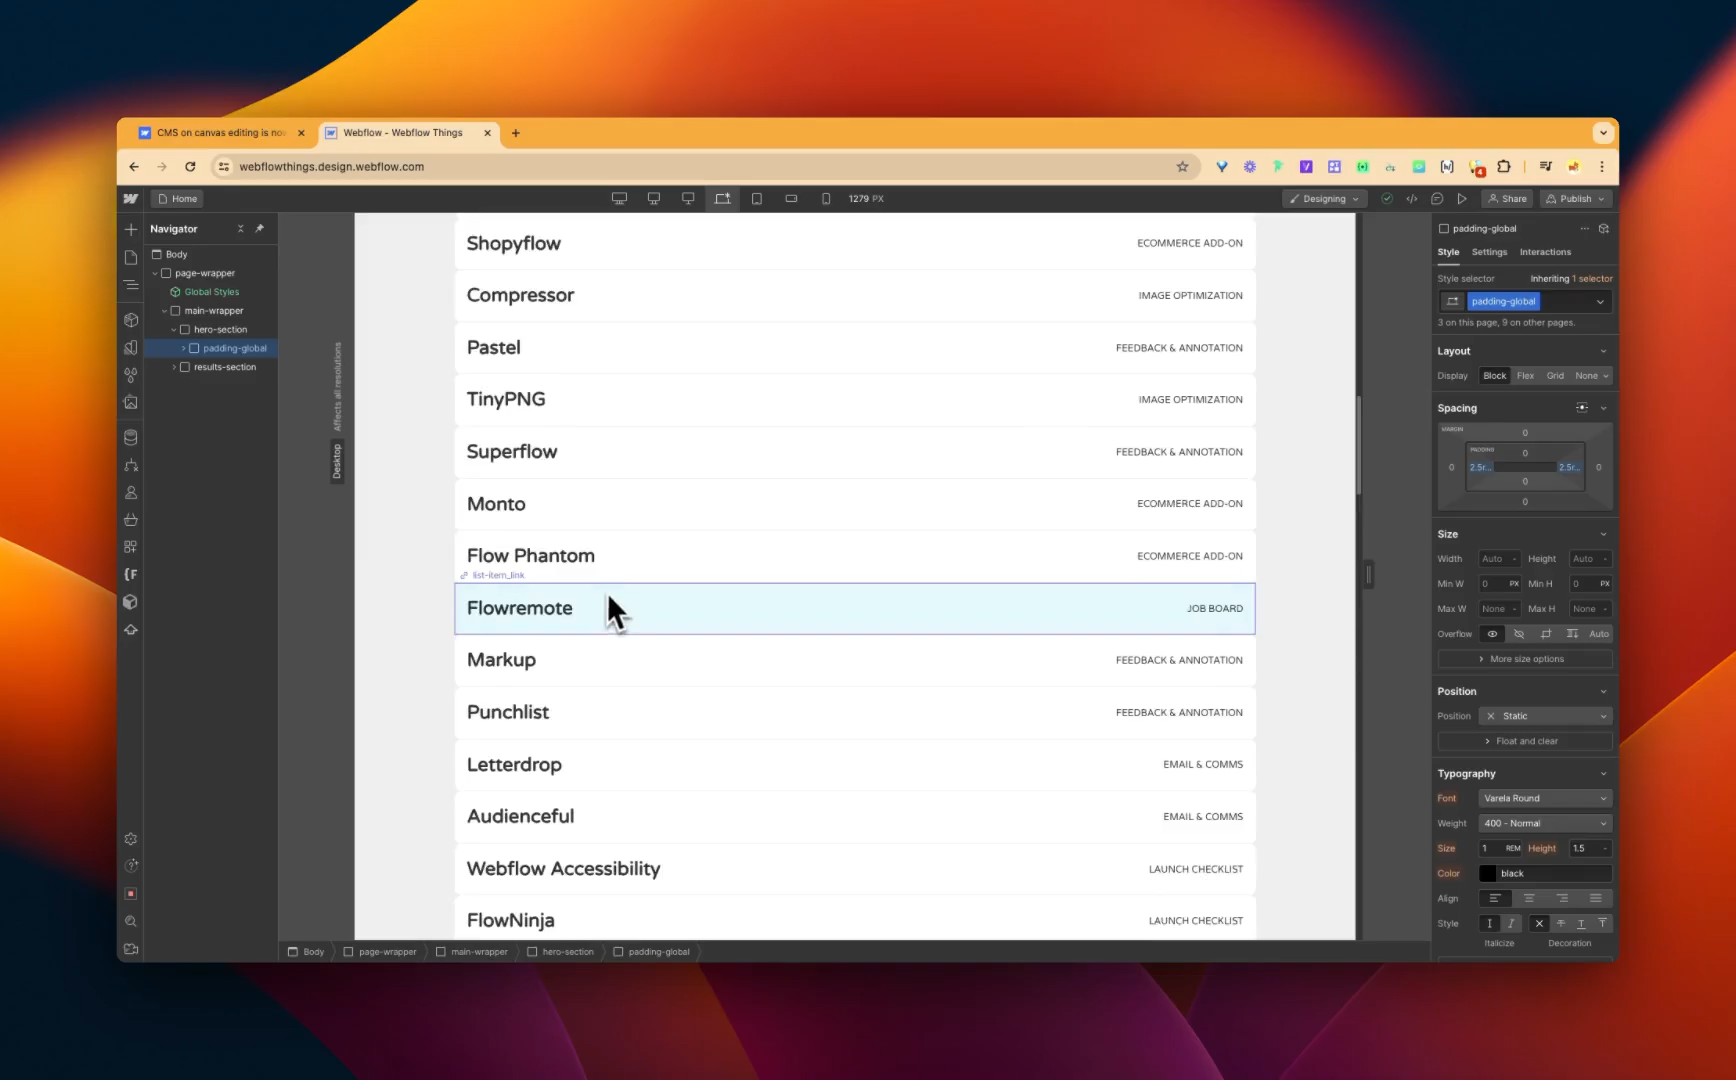 CMS on canvas editing is no
Webflow - Webflow Things
webflowthings.design.webflow.com
4
Home
1279 PX
Designing
Share
Publish
Navigator
Body
page-wrapper
Global Styles
main-wrapper
hero-section
padding-global
results-section
Affects all resolutions
Desktop
Shopyflow ECOMMERCE ADD-ON
Compressor IMAGE OPTIMIZATION
Pastel FEEDBACK & ANNOTATION
TinyPNG IMAGE OPTIMIZATION
Superflow FEEDBACK & ANNOTATION
Monto ECOMMERCE ADD-ON
Flow Phantom ECOMMERCE ADD-ON
list-item_link
Flowremote JOB BOARD
Markup FEEDBACK & ANNOTATION
Punchlist FEEDBACK & ANNOTATION
Letterdrop EMAIL & COMMS
Audienceful EMAIL & COMMS
Webflow Accessibility LAUNCH CHECKLIST
FlowNinja LAUNCH CHECKLIST
Body page-wrapper main-wrapper hero-section padding-global
padding-global
Style Settings Interactions
Style selector Inheriting 1 selector
padding-global
3 on this page, 9 on other pages.
Layout
Display Block Flex Grid None
Spacing
MARGIN
0
PADDING
0
0 2.5r... 2.5r... 0
0
0
Size
Width Auto - Height Auto -
Min W 0 PX Min H 0 PX
Max W None - Max H None -
Overflow Auto
More size options
Position
Position Static
Float and clear
Typography
Font Varela Round
Weight 400 - Normal
Size 1 REM Height 1.5 -
Color black
Align
Style
Italicize Decoration